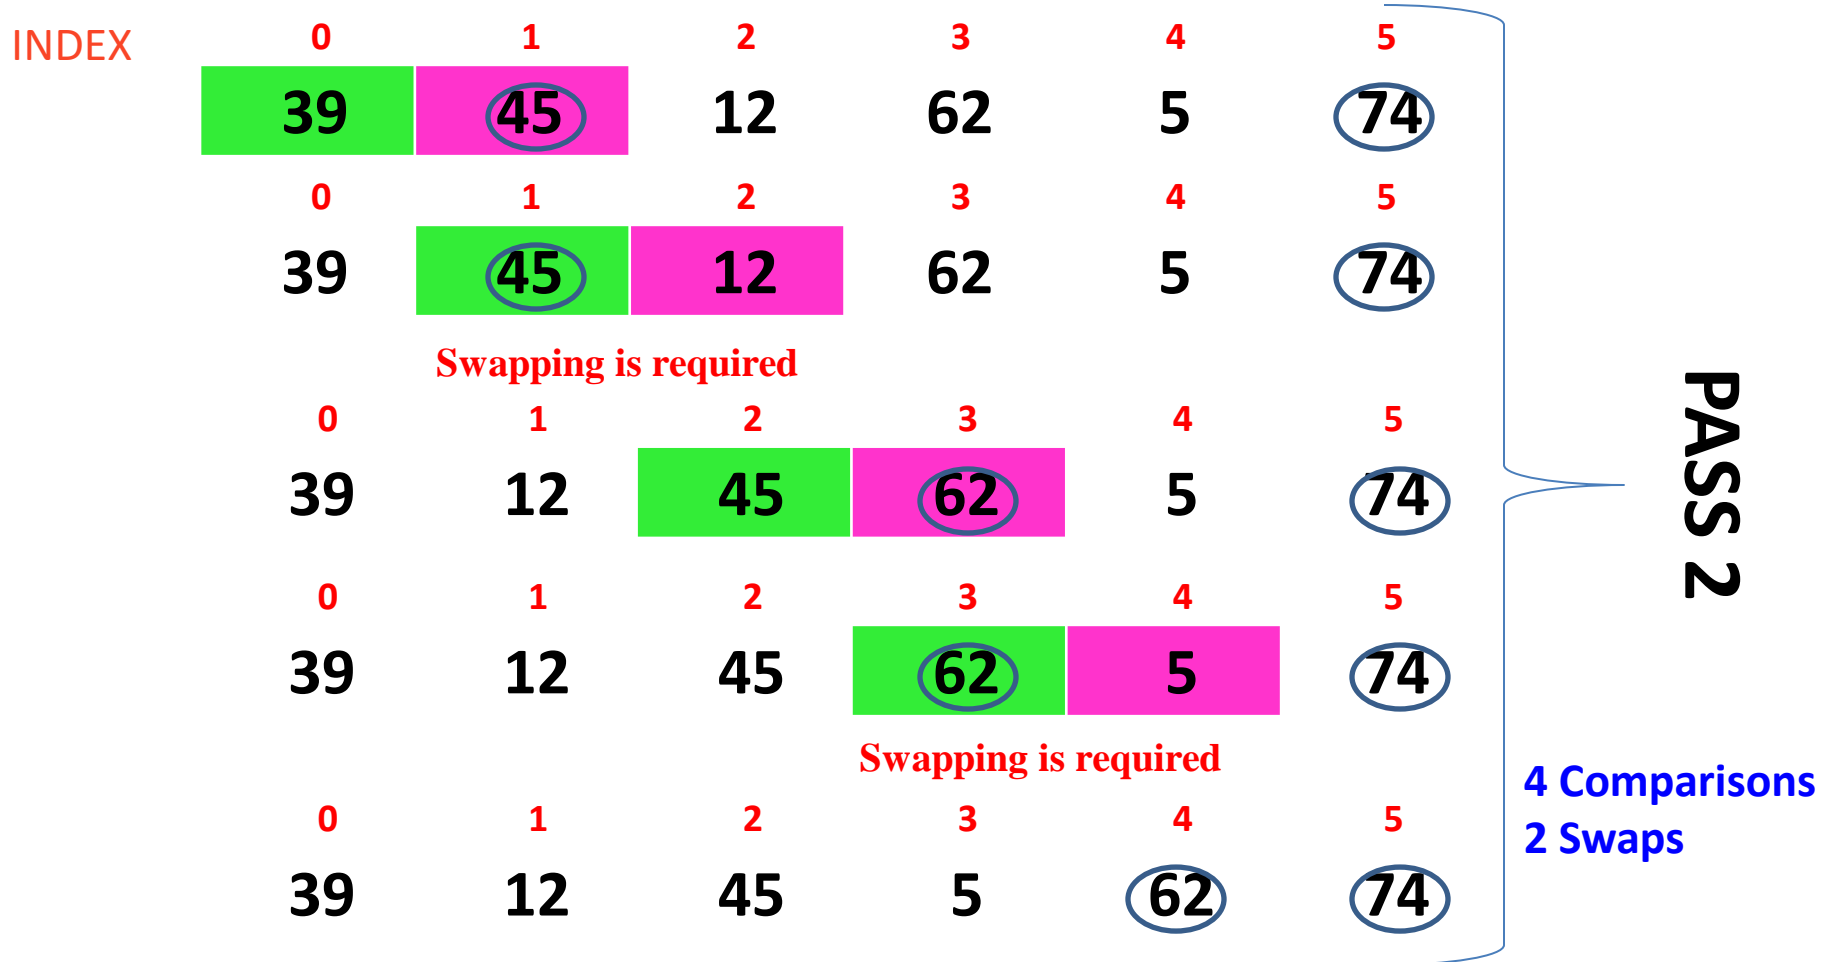 INDEX 0 1 2 3 4 5
39 45 12 62 5 74
0 1 2 3 4 5
39 45 12 62 5 74
Swapping is required
0 1 2 3 4 5
39 12 45 62 5 74
0 1 2 3 4 5
39 12 45 62 5 74
Swapping is required
0 1 2 3 4 5
39 12 45 5 62 74
PASS 2
4 Comparisons
2 Swaps